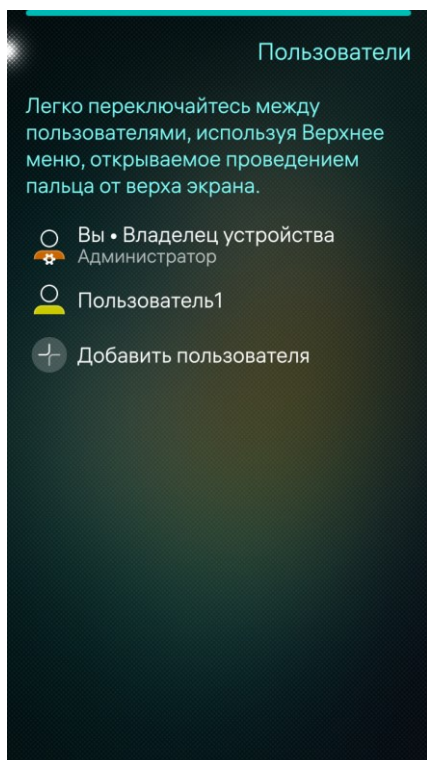 Пользователи
Легко переключайтесь между
пользователями, используя Верхнее
меню, открываемое проведением
пальца от верха экрана.
Вы • Владелец устройства
Администратор
Пользователь1
Добавить пользователя